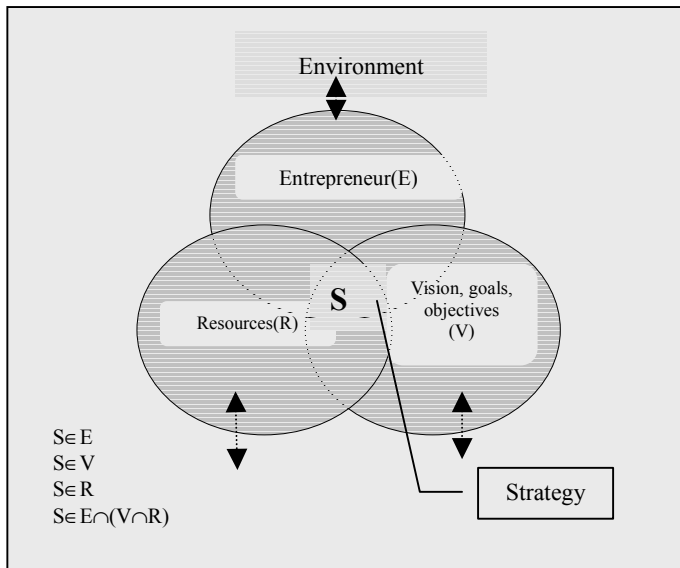 Environment
Entrepreneur(E)
S
Vision, goals,
objectives
(V)
Resources(R)
S∈E
S∈V
S∈R
S∈E∩(V∩R)
Strategy